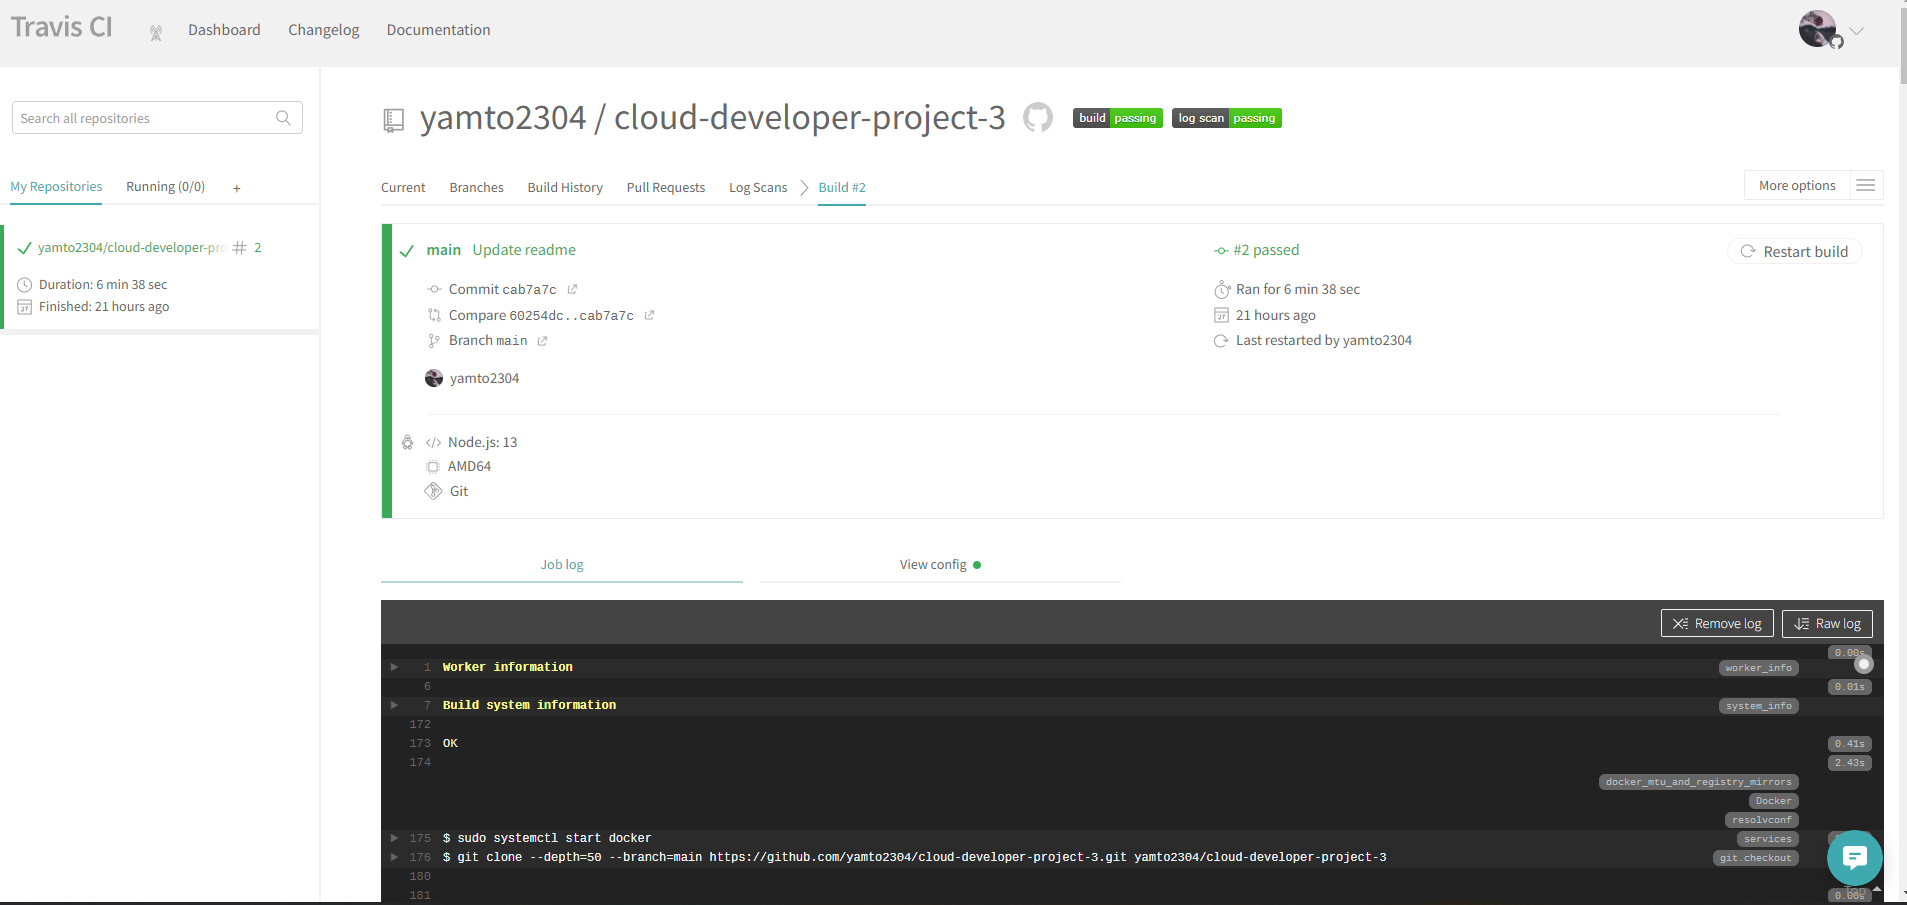 Travis CI
Dashboard Changelog Documentation
Search all repositories
My Repositories Running (0/0) +
yamto2304/cloud-developer-pro # 2
Duration: 6 min 38 sec
Finished: 21 hours ago
yamto2304 / cloud-developer-project-3 build passing log scan passing
Current Branches Build History Pull Requests Log Scans Build #2
More options
main Update readme
Commit cab7a7c
Compare 60254dc..cab7a7c
Branch main
yamto2304
#2 passed
Ran for 6 min 38 sec
21 hours ago
Last restarted by yamto2304
Restart build
Node.js: 13
AMD64
Git
Job log View config
Remove log Raw log
0.00s
1 Worker information worker_info
6 0.01s
7 Build system information system_info
172
173 OK 0.41s
174 2.43s
docker_mtu_and_registry_mirrors
Docker
resolvconf
175 $ sudo systemctl start docker services
176 $ git clone --depth=50 --branch=main https://github.com/yamto2304/cloud-developer-project-3.git yamto2304/cloud-developer-project-3 git.checkout
180
181
Top